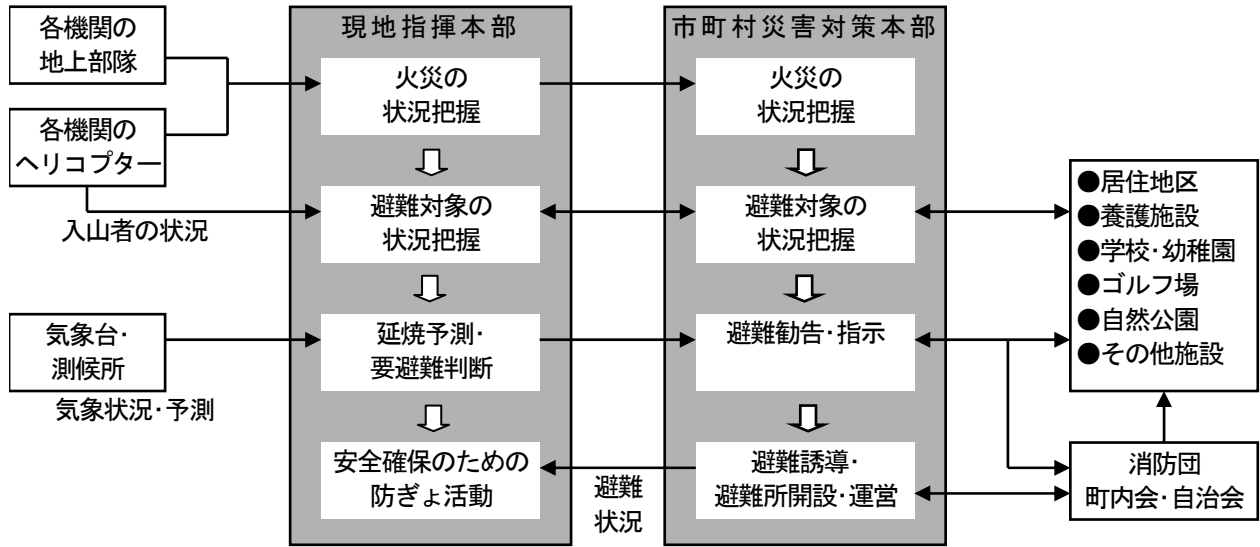 各機関の
地上部隊
各機関の
ヘリコプター
入山者の状況
気象台・
測候所
気象状況・予測
現地指揮本部
火災の
状況把握
避難対象の
状況把握
延焼予測・
要避難判断
安全確保のための
防ぎょ活動
避難
状況
市町村災害対策本部
火災の
状況把握
避難対象の
状況把握
避難勧告・指示
避難誘導・
避難所開設・運営
●居住地区
●養護施設
●学校・幼稚園
●ゴルフ場
●自然公園
●その他施設
消防団
町内会・自治会